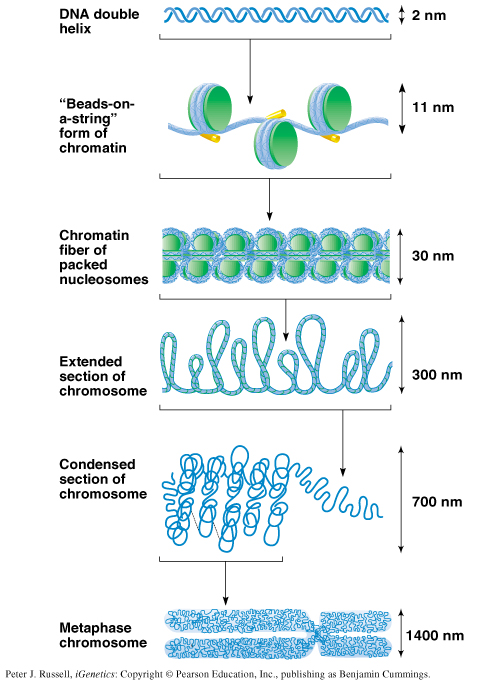 DNA double
helix
2 nm
“Beads-on-
a-string”
form of
chromatin
11 nm
Chromatin
fiber of
packed
nucleosomes
30 nm
Extended
section of
chromosome
300 nm
Condensed
section of
chromosome
700 nm
Metaphase
chromosome
1400 nm
Peter J. Russell, iGenetics: Copyright © Pearson Education, Inc., publishing as Benjamin Cummings.